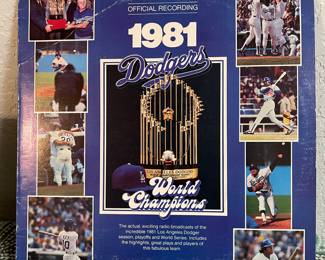 OFFICIAL RECORDING
1981
Dodgers
World
Champions
The actual, exciting radio broadcasts of the
incredible 1981 Los Angeles Dodger
season, playoffs and World Series. Includes
the highlights, great plays and players of
this fabulous team.